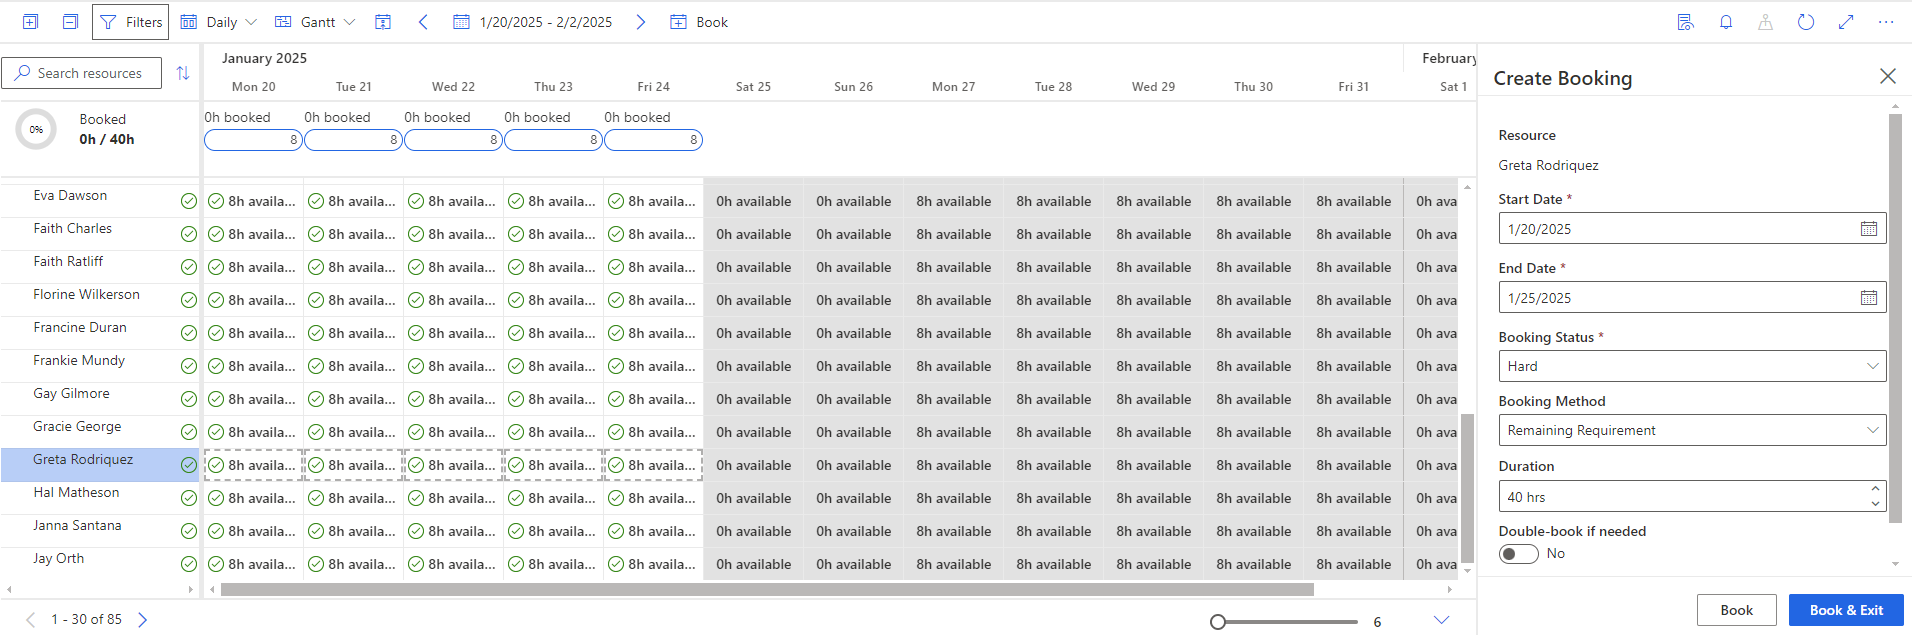 Filters Daily Gantt 1/20/2025 - 2/2/2025 Book
Search resources
January 2025 February
Mon 20 Tue 21 Wed 22 Thu 23 Fri 24 Sat 25 Sun 26 Mon 27 Tue 28 Wed 29 Thu 30 Fri 31 Sat 1
0% Booked
0h / 40h
0h booked 0h booked 0h booked 0h booked 0h booked
8 8 8 8 8
Eva Dawson 8h availa... 8h availa... 8h availa... 8h availa... 8h availa... 0h available 0h available 8h available 8h available 8h available 8h available 8h available 0h ava
Faith Charles 8h availa... 8h availa... 8h availa... 8h availa... 8h availa... 0h available 0h available 8h available 8h available 8h available 8h available 8h available 0h ava
Faith Ratliff 8h availa... 8h availa... 8h availa... 8h availa... 8h availa... 0h available 0h available 8h available 8h available 8h available 8h available 8h available 0h ava
Florine Wilkerson 8h availa... 8h availa... 8h availa... 8h availa... 8h availa... 0h available 0h available 8h available 8h available 8h available 8h available 8h available 0h ava
Francine Duran 8h availa... 8h availa... 8h availa... 8h availa... 8h availa... 0h available 0h available 8h available 8h available 8h available 8h available 8h available 0h ava
Frankie Mundy 8h availa... 8h availa... 8h availa... 8h availa... 8h availa... 0h available 0h available 8h available 8h available 8h available 8h available 8h available 0h ava
Gay Gilmore 8h availa... 8h availa... 8h availa... 8h availa... 8h availa... 0h available 0h available 8h available 8h available 8h available 8h available 8h available 0h ava
Gracie George 8h availa... 8h availa... 8h availa... 8h availa... 8h availa... 0h available 0h available 8h available 8h available 8h available 8h available 8h available 0h ava
Greta Rodriquez 8h availa... 8h availa... 8h availa... 8h availa... 8h availa... 0h available 0h available 8h available 8h available 8h available 8h available 8h available 0h ava
Hal Matheson 8h availa... 8h availa... 8h availa... 8h availa... 8h availa... 0h available 0h available 8h available 8h available 8h available 8h available 8h available 0h ava
Janna Santana 8h availa... 8h availa... 8h availa... 8h availa... 8h availa... 0h available 0h available 8h available 8h available 8h available 8h available 8h available 0h ava
Jay Orth 8h availa... 8h availa... 8h availa... 8h availa... 8h availa... 0h available 0h available 8h available 8h available 8h available 8h available 8h available 0h ava
1 - 30 of 85 6
Create Booking
Resource
Greta Rodriquez
Start Date *
1/20/2025
End Date *
1/25/2025
Booking Status *
Hard
Booking Method
Remaining Requirement
Duration
40 hrs
Double-book if needed
No
Book Book & Exit